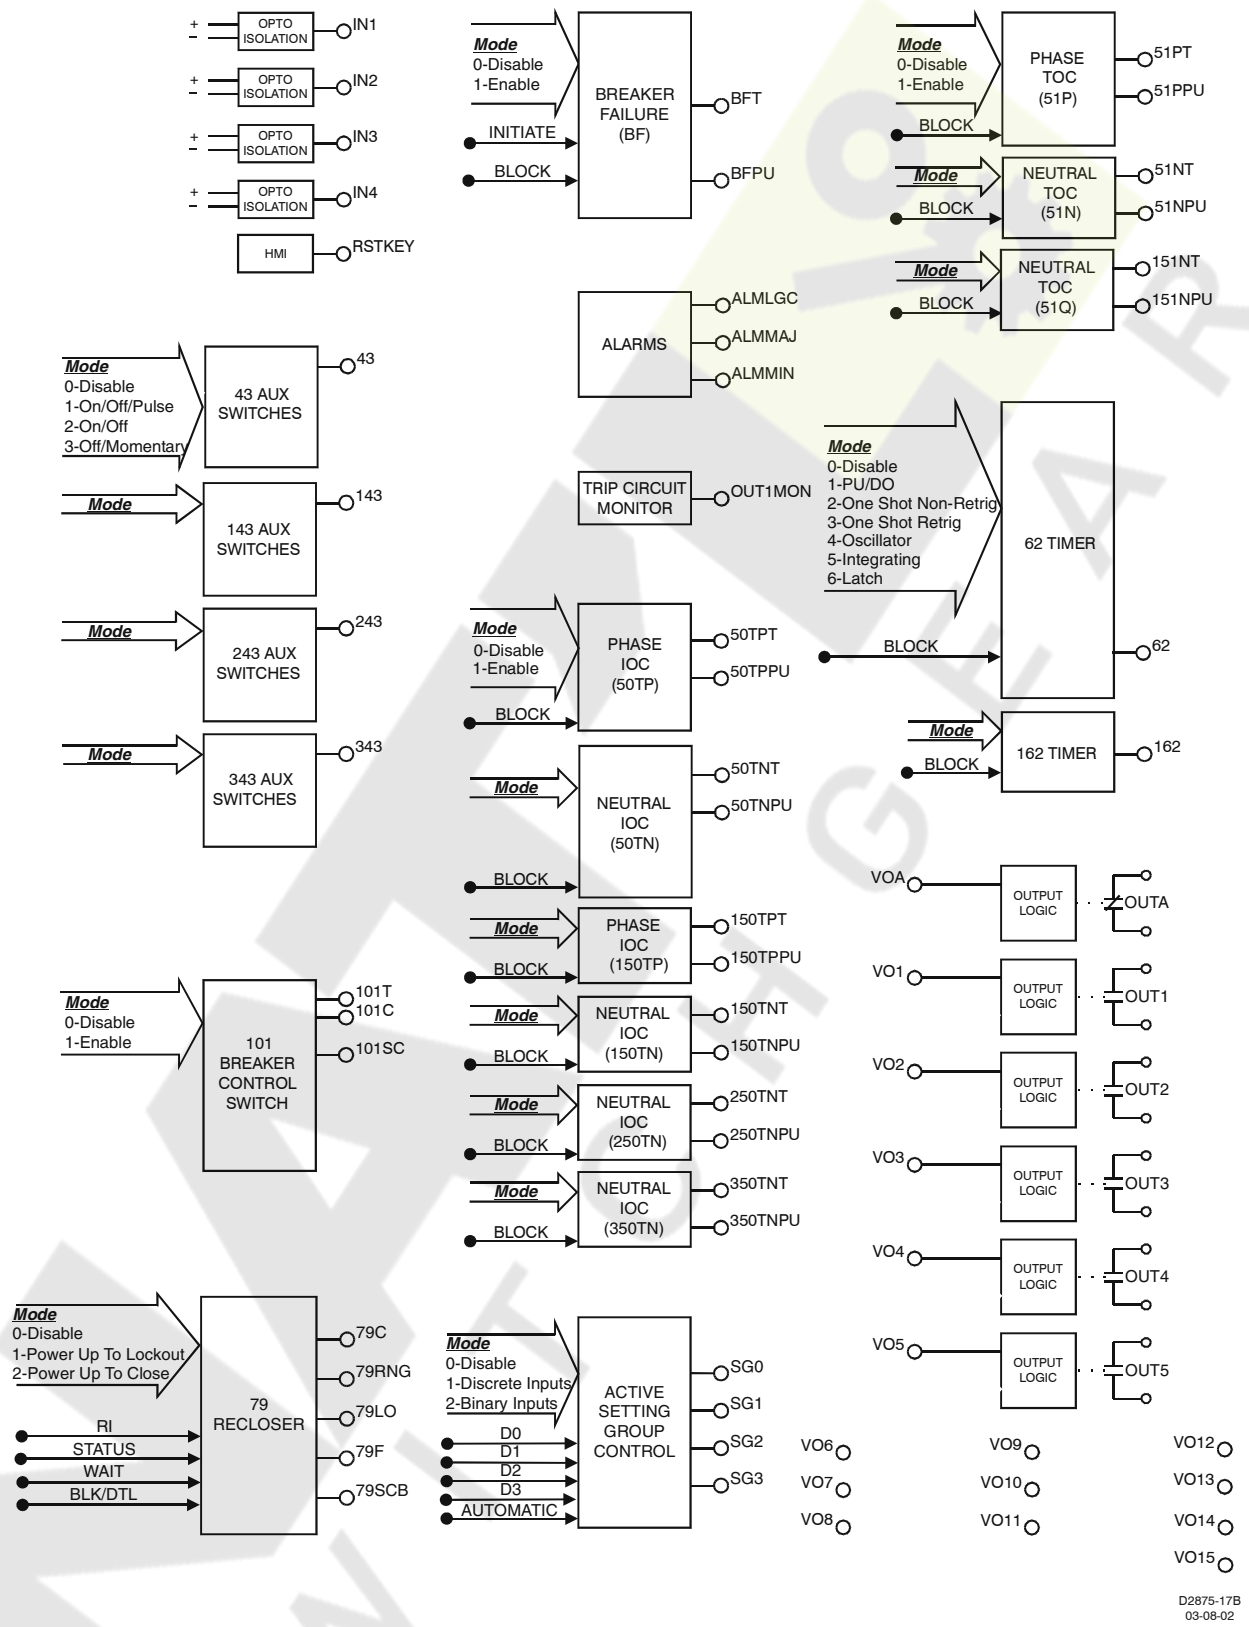 +
−
OPTO
ISOLATION
IN1
+
−
OPTO
ISOLATION
IN2
+
−
OPTO
ISOLATION
IN3
+
−
OPTO
ISOLATION
IN4
HMI
RSTKEY
Mode
0-Disable
1-On/Off/Pulse
2-On/Off
3-Off/Momentary
43 AUX
SWITCHES
43
Mode
143 AUX
SWITCHES
143
Mode
243 AUX
SWITCHES
243
Mode
343 AUX
SWITCHES
343
Mode
0-Disable
1-Enable
101
BREAKER
CONTROL
SWITCH
101T
101C
101SC
Mode
0-Disable
1-Power Up To Lockout
2-Power Up To Close
RI
STATUS
WAIT
BLK/DTL
79
RECLOSER
79C
79RNG
79LO
79F
79SCB
Mode
0-Disable
1-Enable
INITIATE
BLOCK
BREAKER
FAILURE
(BF)
BFT
BFPU
ALARMS
ALMLGC
ALMMAJ
ALMMIN
TRIP CIRCUIT
MONITOR
OUT1MON
Mode
0-Disable
1-Enable
BLOCK
PHASE
IOC
(50TP)
50TPT
50TPPU
Mode
BLOCK
NEUTRAL
IOC
(50TN)
50TNT
50TNPU
Mode
BLOCK
PHASE
IOC
(150TP)
150TPT
150TPPU
Mode
BLOCK
NEUTRAL
IOC
(150TN)
150TNT
150TNPU
Mode
BLOCK
NEUTRAL
IOC
(250TN)
250TNT
250TNPU
Mode
BLOCK
NEUTRAL
IOC
(350TN)
350TNT
350TNPU
Mode
0-Disable
1-Discrete Inputs
2-Binary Inputs
D0
D1
D2
D3
AUTOMATIC
ACTIVE
SETTING
GROUP
CONTROL
SG0
SG1
SG2
SG3
Mode
0-Disable
1-Enable
BLOCK
PHASE
TOC
(51P)
51PT
51PPU
Mode
BLOCK
NEUTRAL
TOC
(51N)
51NT
51NPU
Mode
BLOCK
NEUTRAL
TOC
(51Q)
151NT
151NPU
Mode
0-Disable
1-PU/DO
2-One Shot Non-Retrig
3-One Shot Retrig
4-Oscillator
5-Integrating
6-Latch
BLOCK
62 TIMER
62
Mode
BLOCK
162 TIMER
162
VOA
OUTPUT
LOGIC
OUTA
VO1
OUTPUT
LOGIC
OUT1
VO2
OUTPUT
LOGIC
OUT2
VO3
OUTPUT
LOGIC
OUT3
VO4
OUTPUT
LOGIC
OUT4
VO5
OUTPUT
LOGIC
OUT5
VO6
VO7
VO8
VO9
VO10
VO11
VO12
VO13
VO14
VO15
D2875-17B
03-08-02